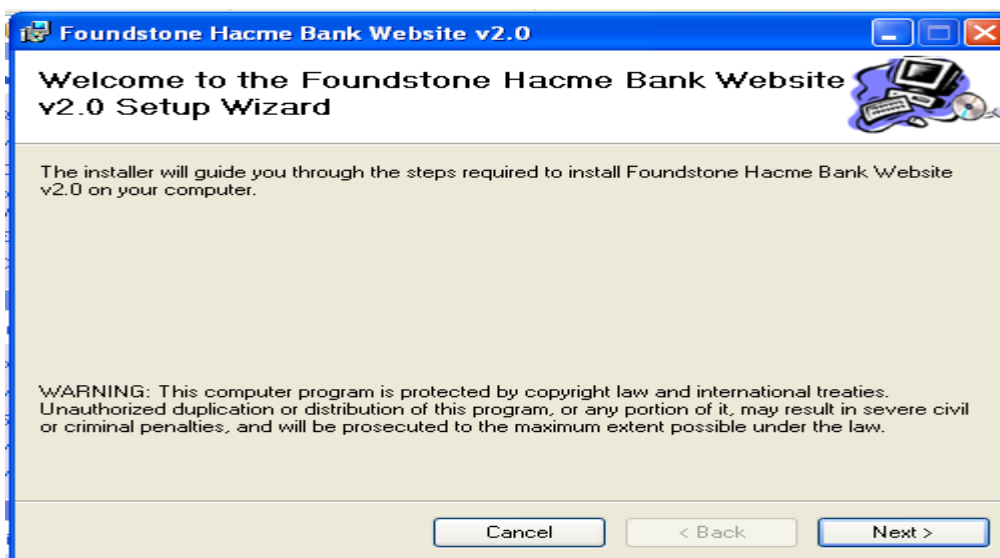 Foundstone Hacme Bank Website v2.0
Welcome to the Foundstone Hacme Bank Website
v2.0 Setup Wizard
The installer will guide you through the steps required to install Foundstone Hacme Bank Website
v2.0 on your computer.
WARNING: This computer program is protected by copyright law and international treaties.
Unauthorized duplication or distribution of this program, or any portion of it, may result in severe civil
or criminal penalties, and will be prosecuted to the maximum extent possible under the law.
Cancel < Back Next >